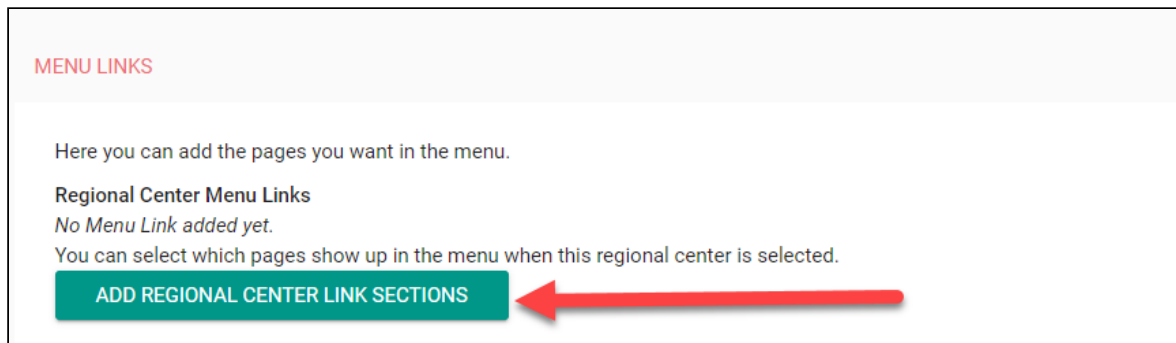 MENU LINKS
Here you can add the pages you want in the menu.
Regional Center Menu Links
No Menu Link added yet.
You can select which pages show up in the menu when this regional center is selected.
ADD REGIONAL CENTER LINK SECTIONS